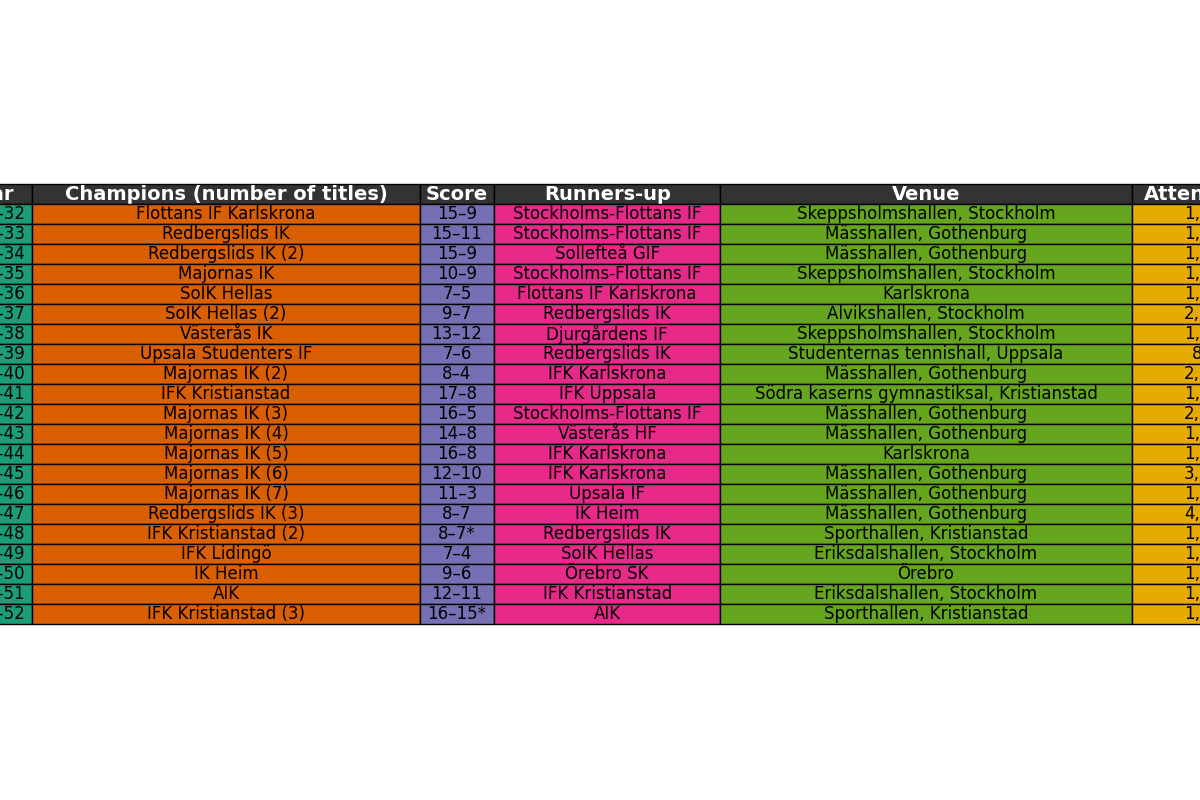 ar Champions (number of titles) Score Runners-up Venue Atten
-32 Flottans IF Karlskrona 15–9 Stockholms-Flottans IF Skeppsholmshallen, Stockholm 1,
-33 Redbergslids IK 15–11 Stockholms-Flottans IF Mässhallen, Gothenburg 1,
-34 Redbergslids IK (2) 15–9 Sollefteå GIF Mässhallen, Gothenburg 1,
-35 Majornas IK 10–9 Stockholms-Flottans IF Skeppsholmshallen, Stockholm 1,
-36 SoIK Hellas 7–5 Flottans IF Karlskrona Karlskrona 1,
-37 SoIK Hellas (2) 9–7 Redbergslids IK Alvikshallen, Stockholm 2,
-38 Västerås IK 13–12 Djurgårdens IF Skeppsholmshallen, Stockholm 1,
-39 Upsala Studenters IF 7–6 Redbergslids IK Studenternas tennishall, Uppsala 8
-40 Majornas IK (2) 8–4 IFK Karlskrona Mässhallen, Gothenburg 2,
-41 IFK Kristianstad 17–8 IFK Uppsala Södra kaserns gymnastiksal, Kristianstad 1,
-42 Majornas IK (3) 16–5 Stockholms-Flottans IF Mässhallen, Gothenburg 2,
-43 Majornas IK (4) 14–8 Västerås HF Mässhallen, Gothenburg 1,
-44 Majornas IK (5) 16–8 IFK Karlskrona Karlskrona 1,
-45 Majornas IK (6) 12–10 IFK Karlskrona Mässhallen, Gothenburg 3,
-46 Majornas IK (7) 11–3 Upsala IF Mässhallen, Gothenburg 1,
-47 Redbergslids IK (3) 8–7 IK Heim Mässhallen, Gothenburg 4,
-48 IFK Kristianstad (2) 8–7* Redbergslids IK Sporthallen, Kristianstad 1,
-49 IFK Lidingö 7–4 SoIK Hellas Eriksdalshallen, Stockholm 1,
-50 IK Heim 9–6 Örebro SK Örebro 1,
-51 AIK 12–11 IFK Kristianstad Eriksdalshallen, Stockholm 1,
-52 IFK Kristianstad (3) 16–15* AIK Sporthallen, Kristianstad 1,